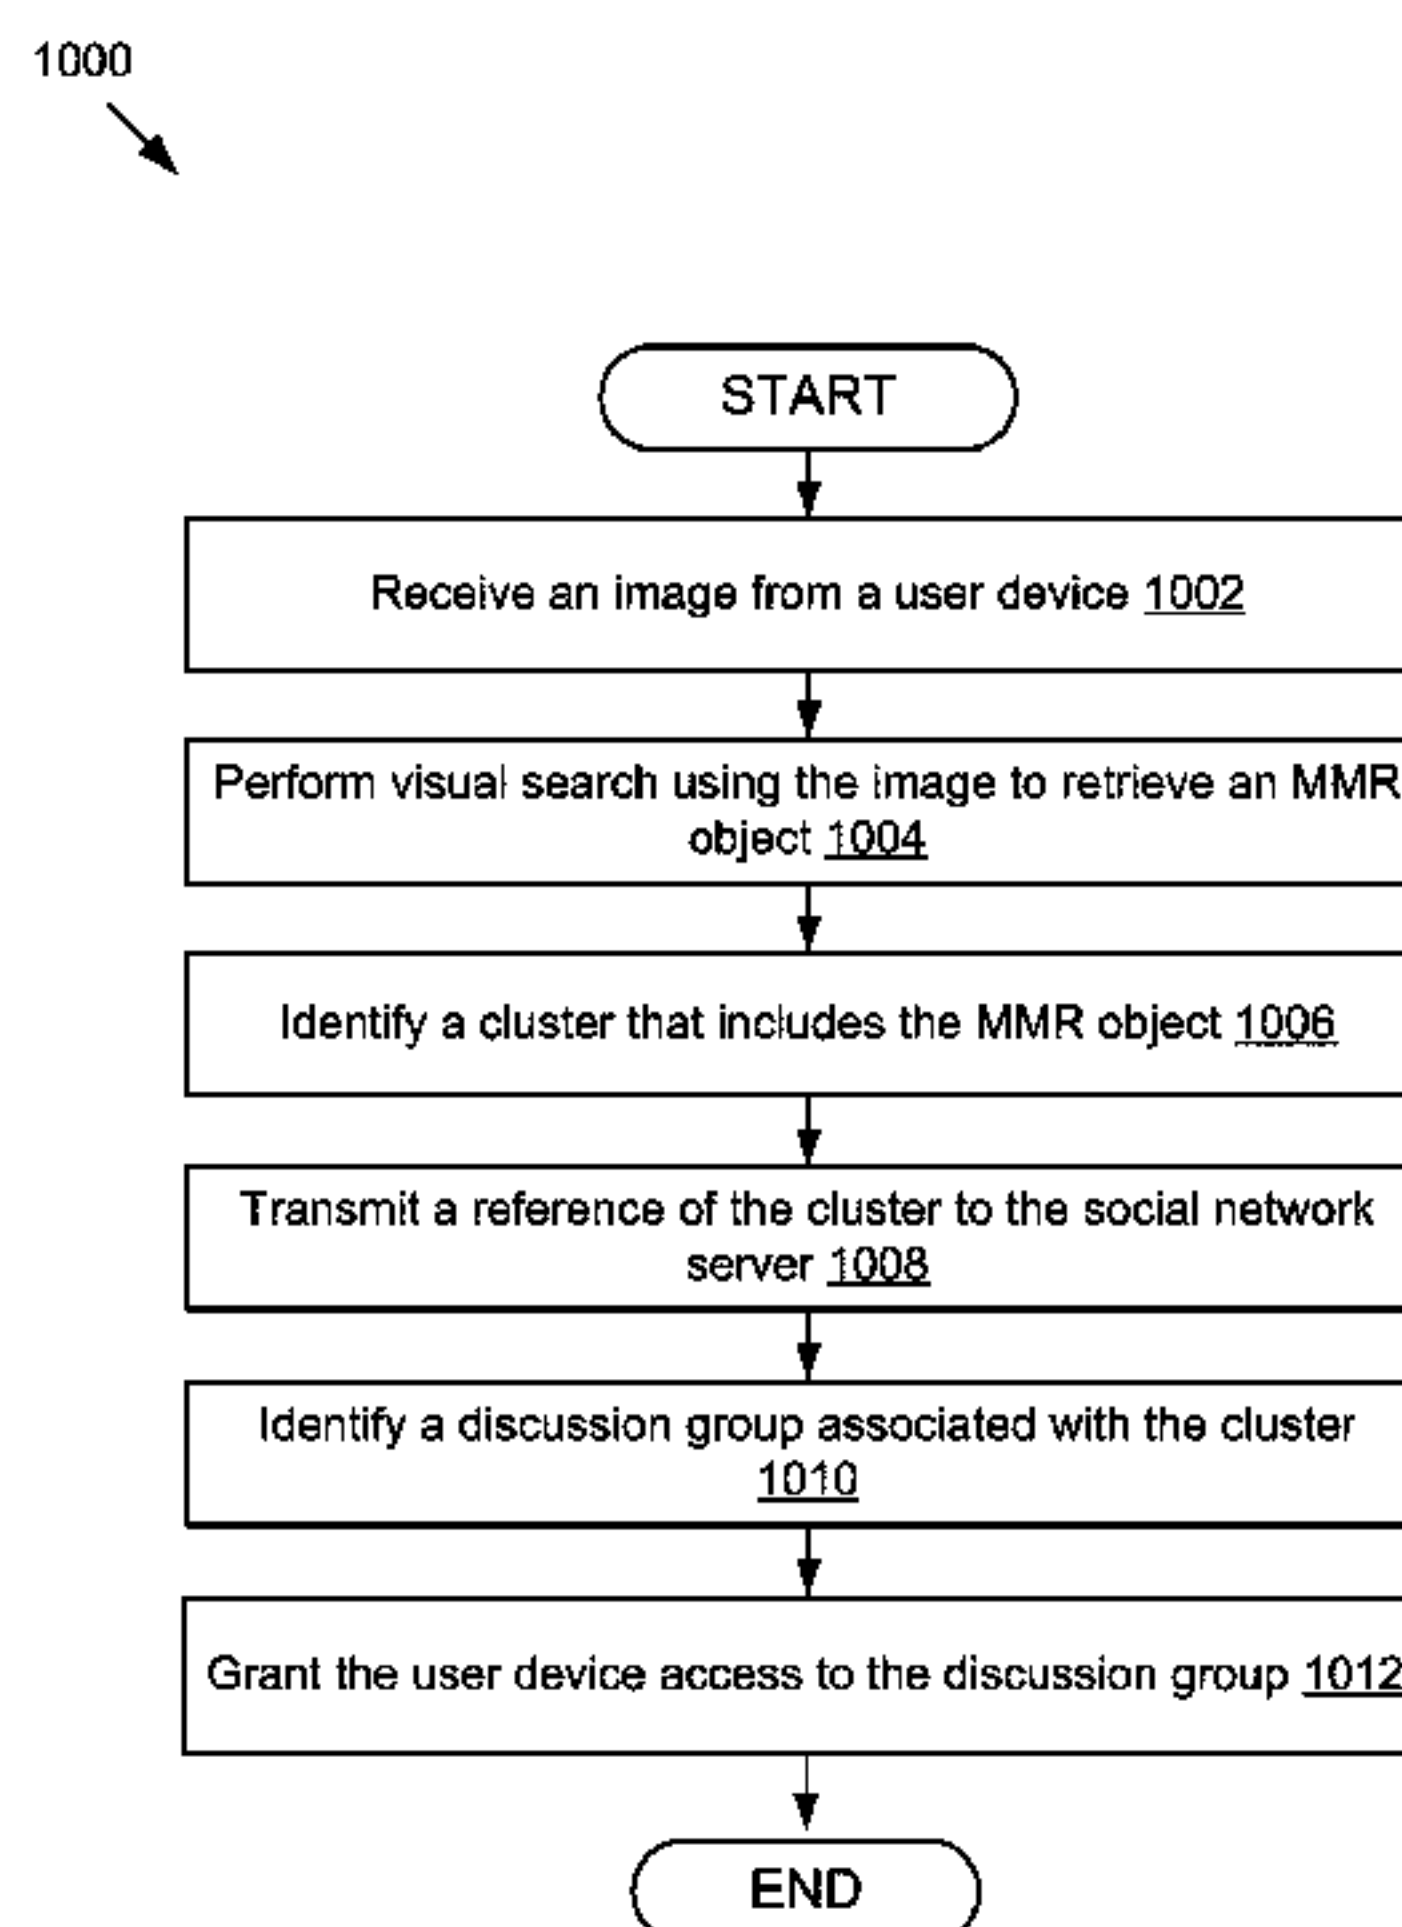 1000
START
Receive an image from a user device 1002
Perform visual search using the image to retrieve an MMR
object 1004
Identify a cluster that includes the MMR object 1006
Transmit a reference of the cluster to the social network
server 1008
Identify a discussion group associated with the cluster
1010
Grant the user device access to the discussion group 1012
END